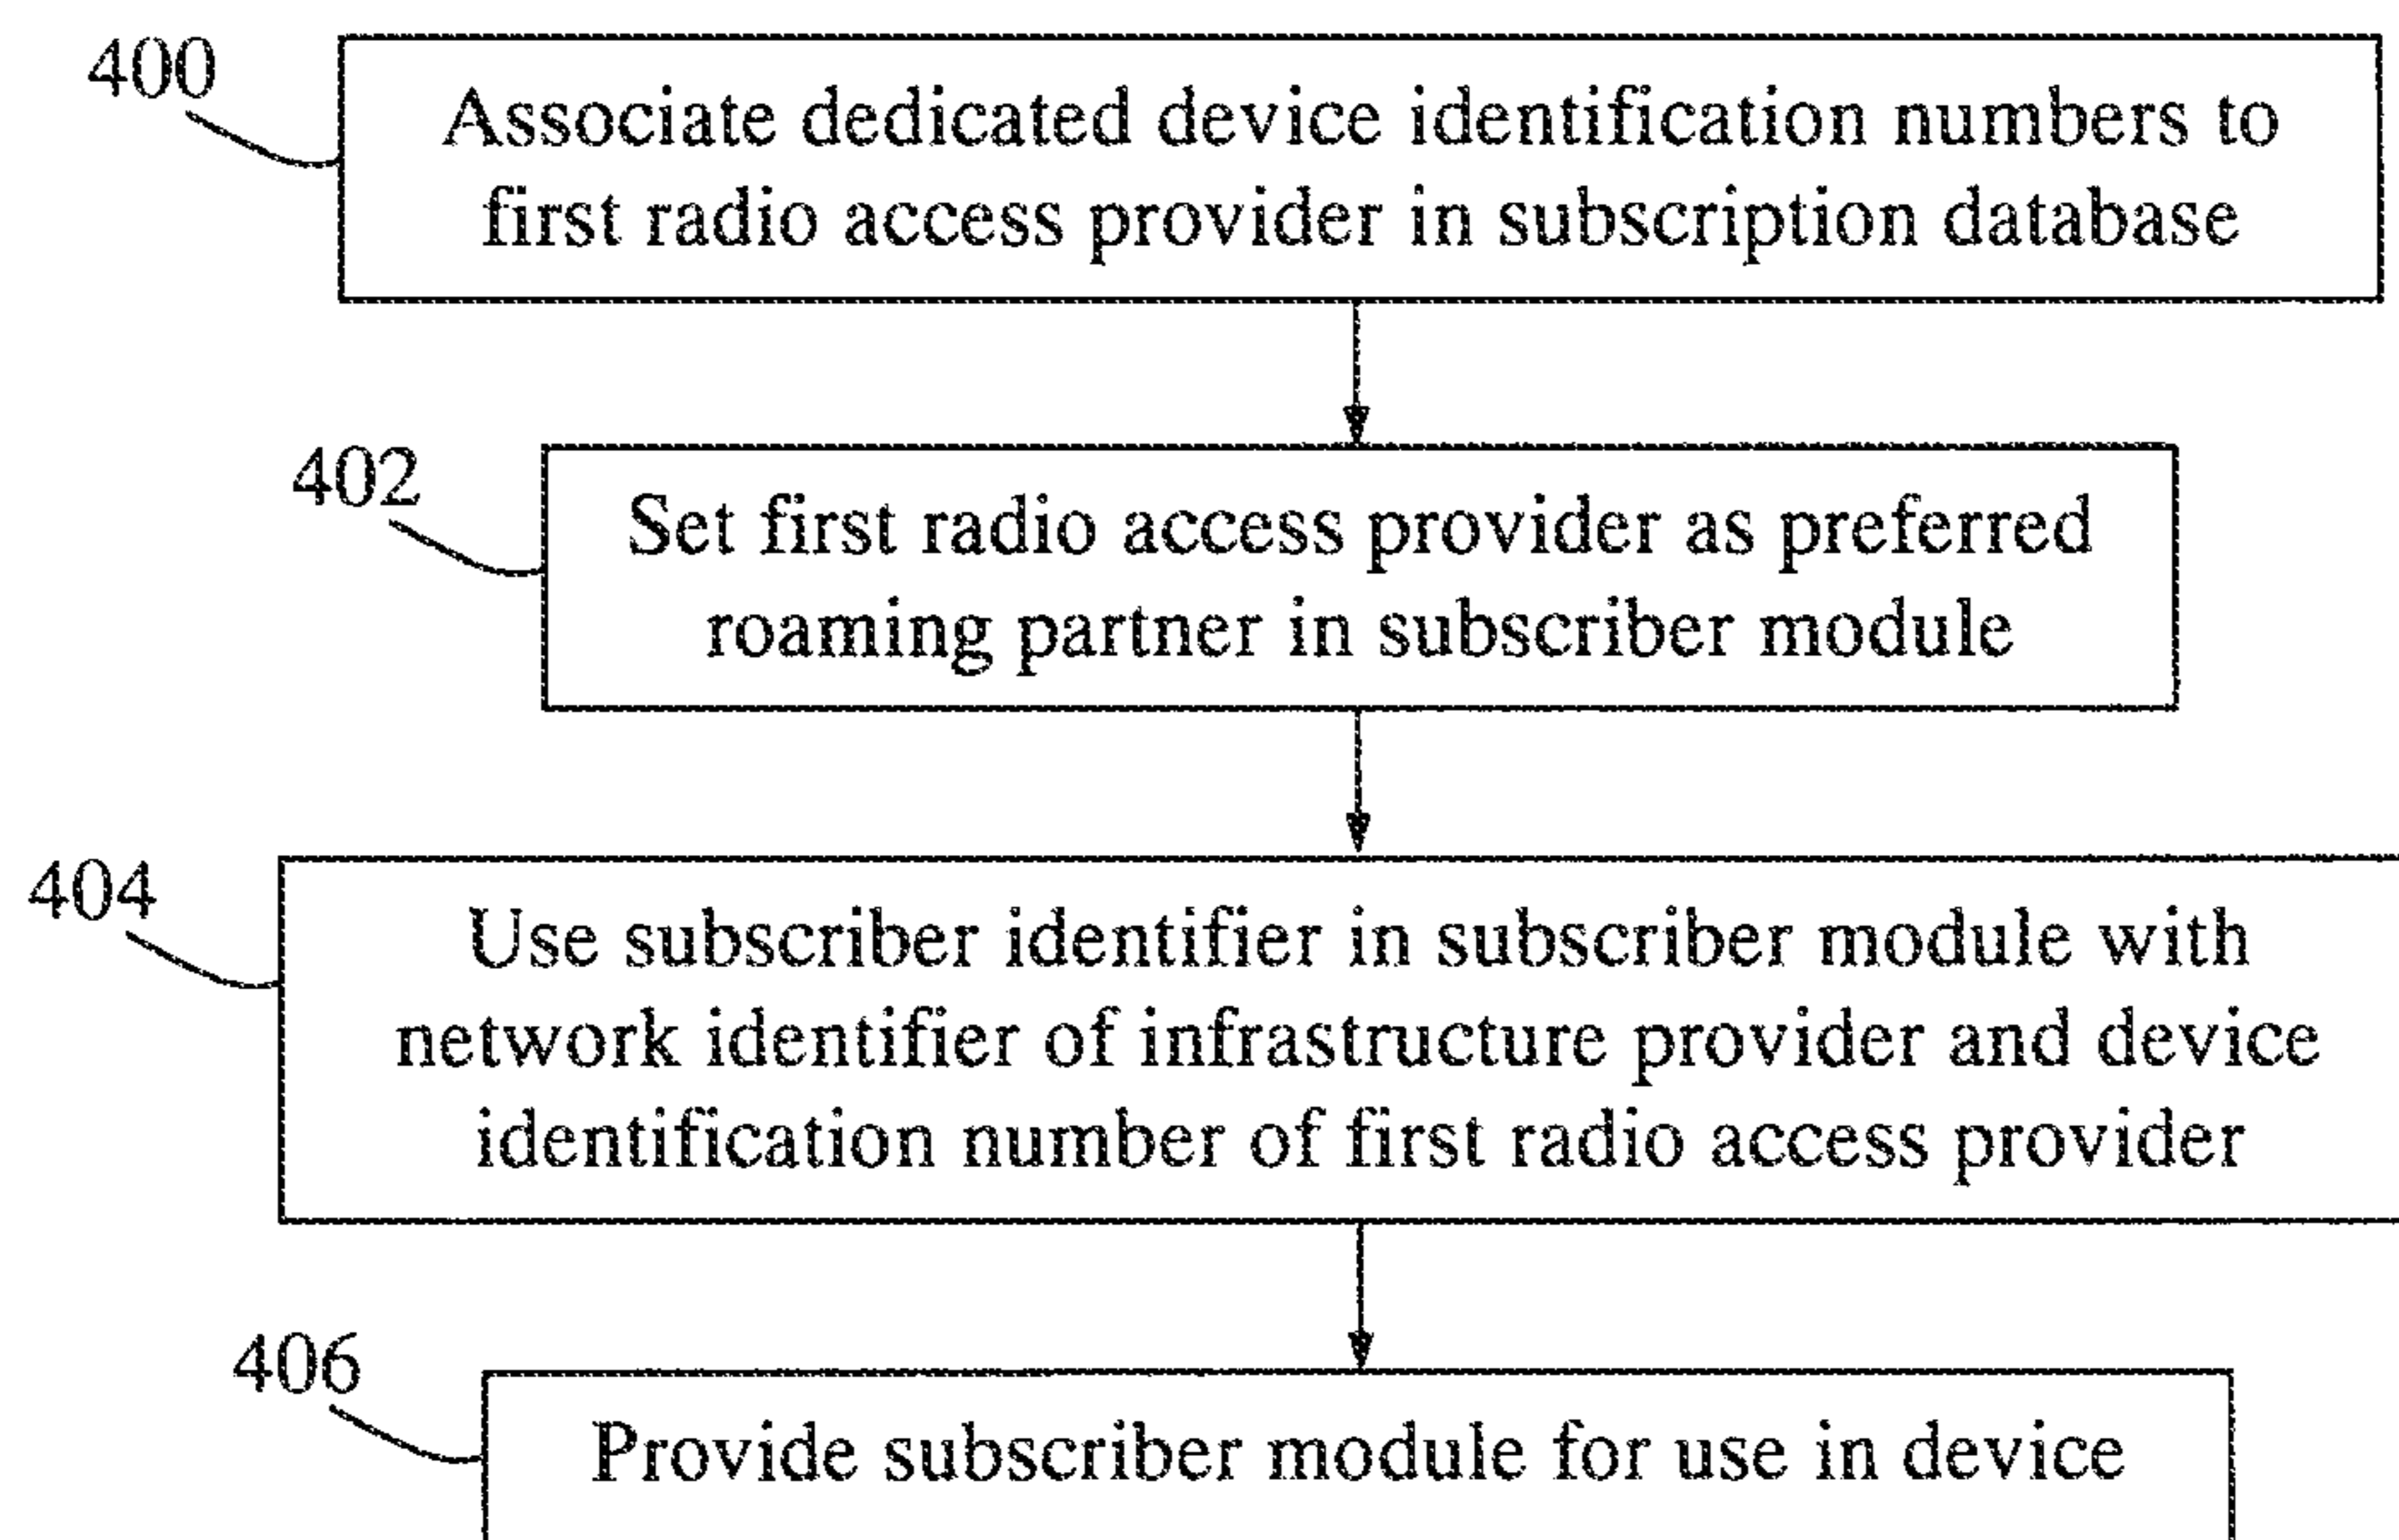 400
Associate dedicated device identification numbers to
first radio access provider in subscription database
402
Set first radio access provider as preferred
roaming partner in subscriber module
404
Use subscriber identifier in subscriber module with
network identifier of infrastructure provider and device
identification number of first radio access provider
406
Provide subscriber module for use in device